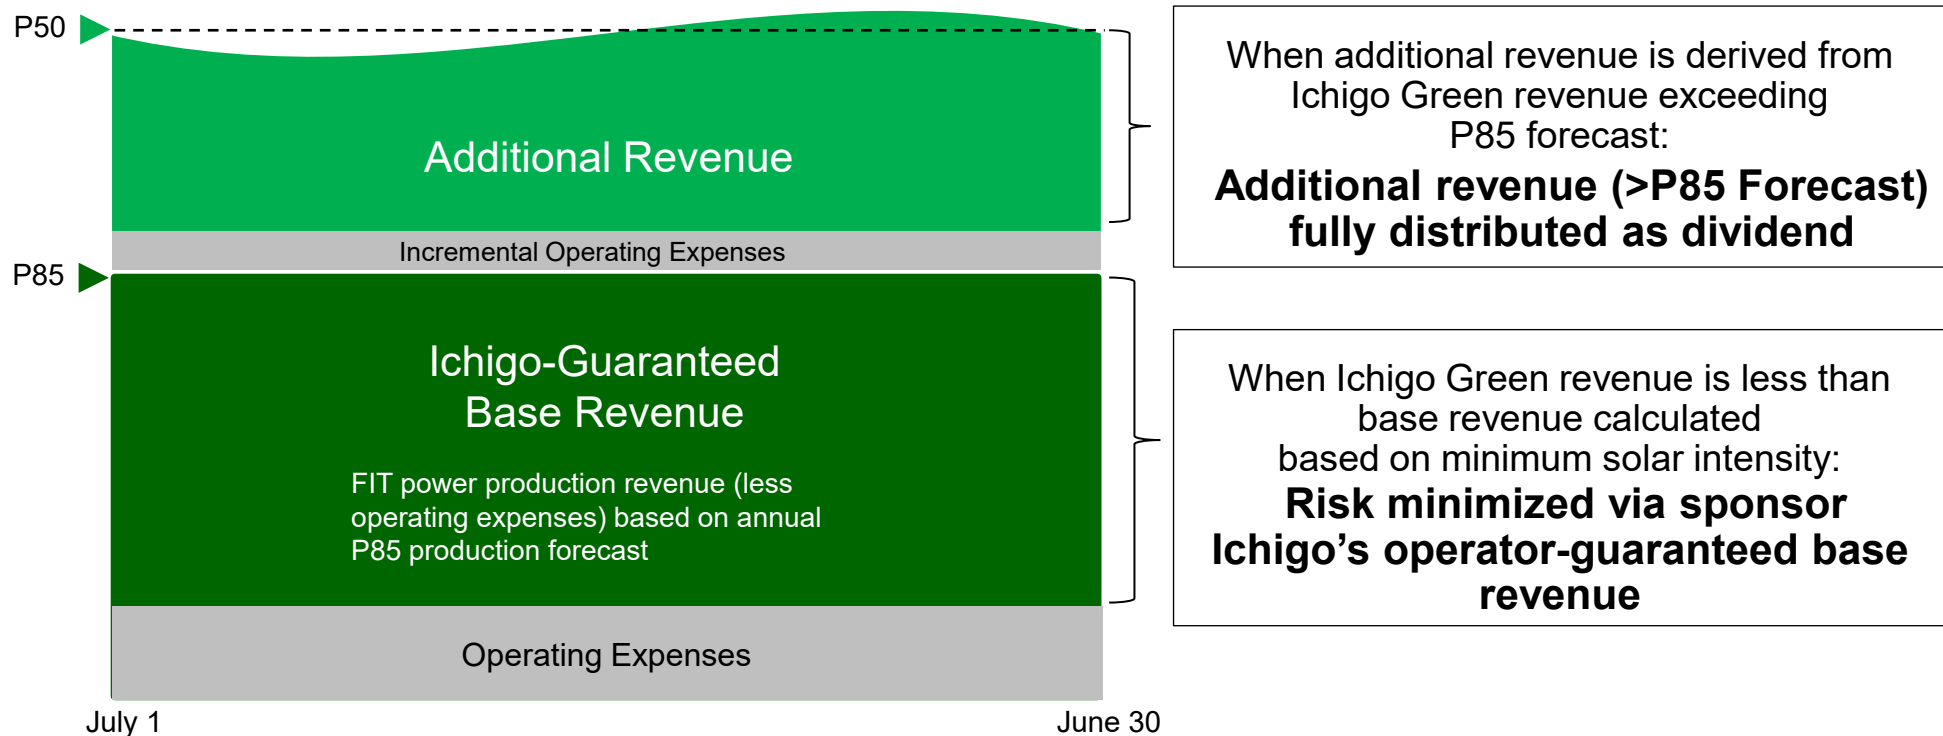 P50
Additional Revenue
Incremental Operating Expenses
P85
Ichigo-Guaranteed
Base Revenue
FIT power production revenue (less
operating expenses) based on annual
P85 production forecast
Operating Expenses
July 1
June 30
When additional revenue is derived from
Ichigo Green revenue exceeding
P85 forecast:
Additional revenue (>P85 Forecast)
fully distributed as dividend
When Ichigo Green revenue is less than
base revenue calculated
based on minimum solar intensity:
Risk minimized via sponsor
Ichigo’s operator-guaranteed base
revenue